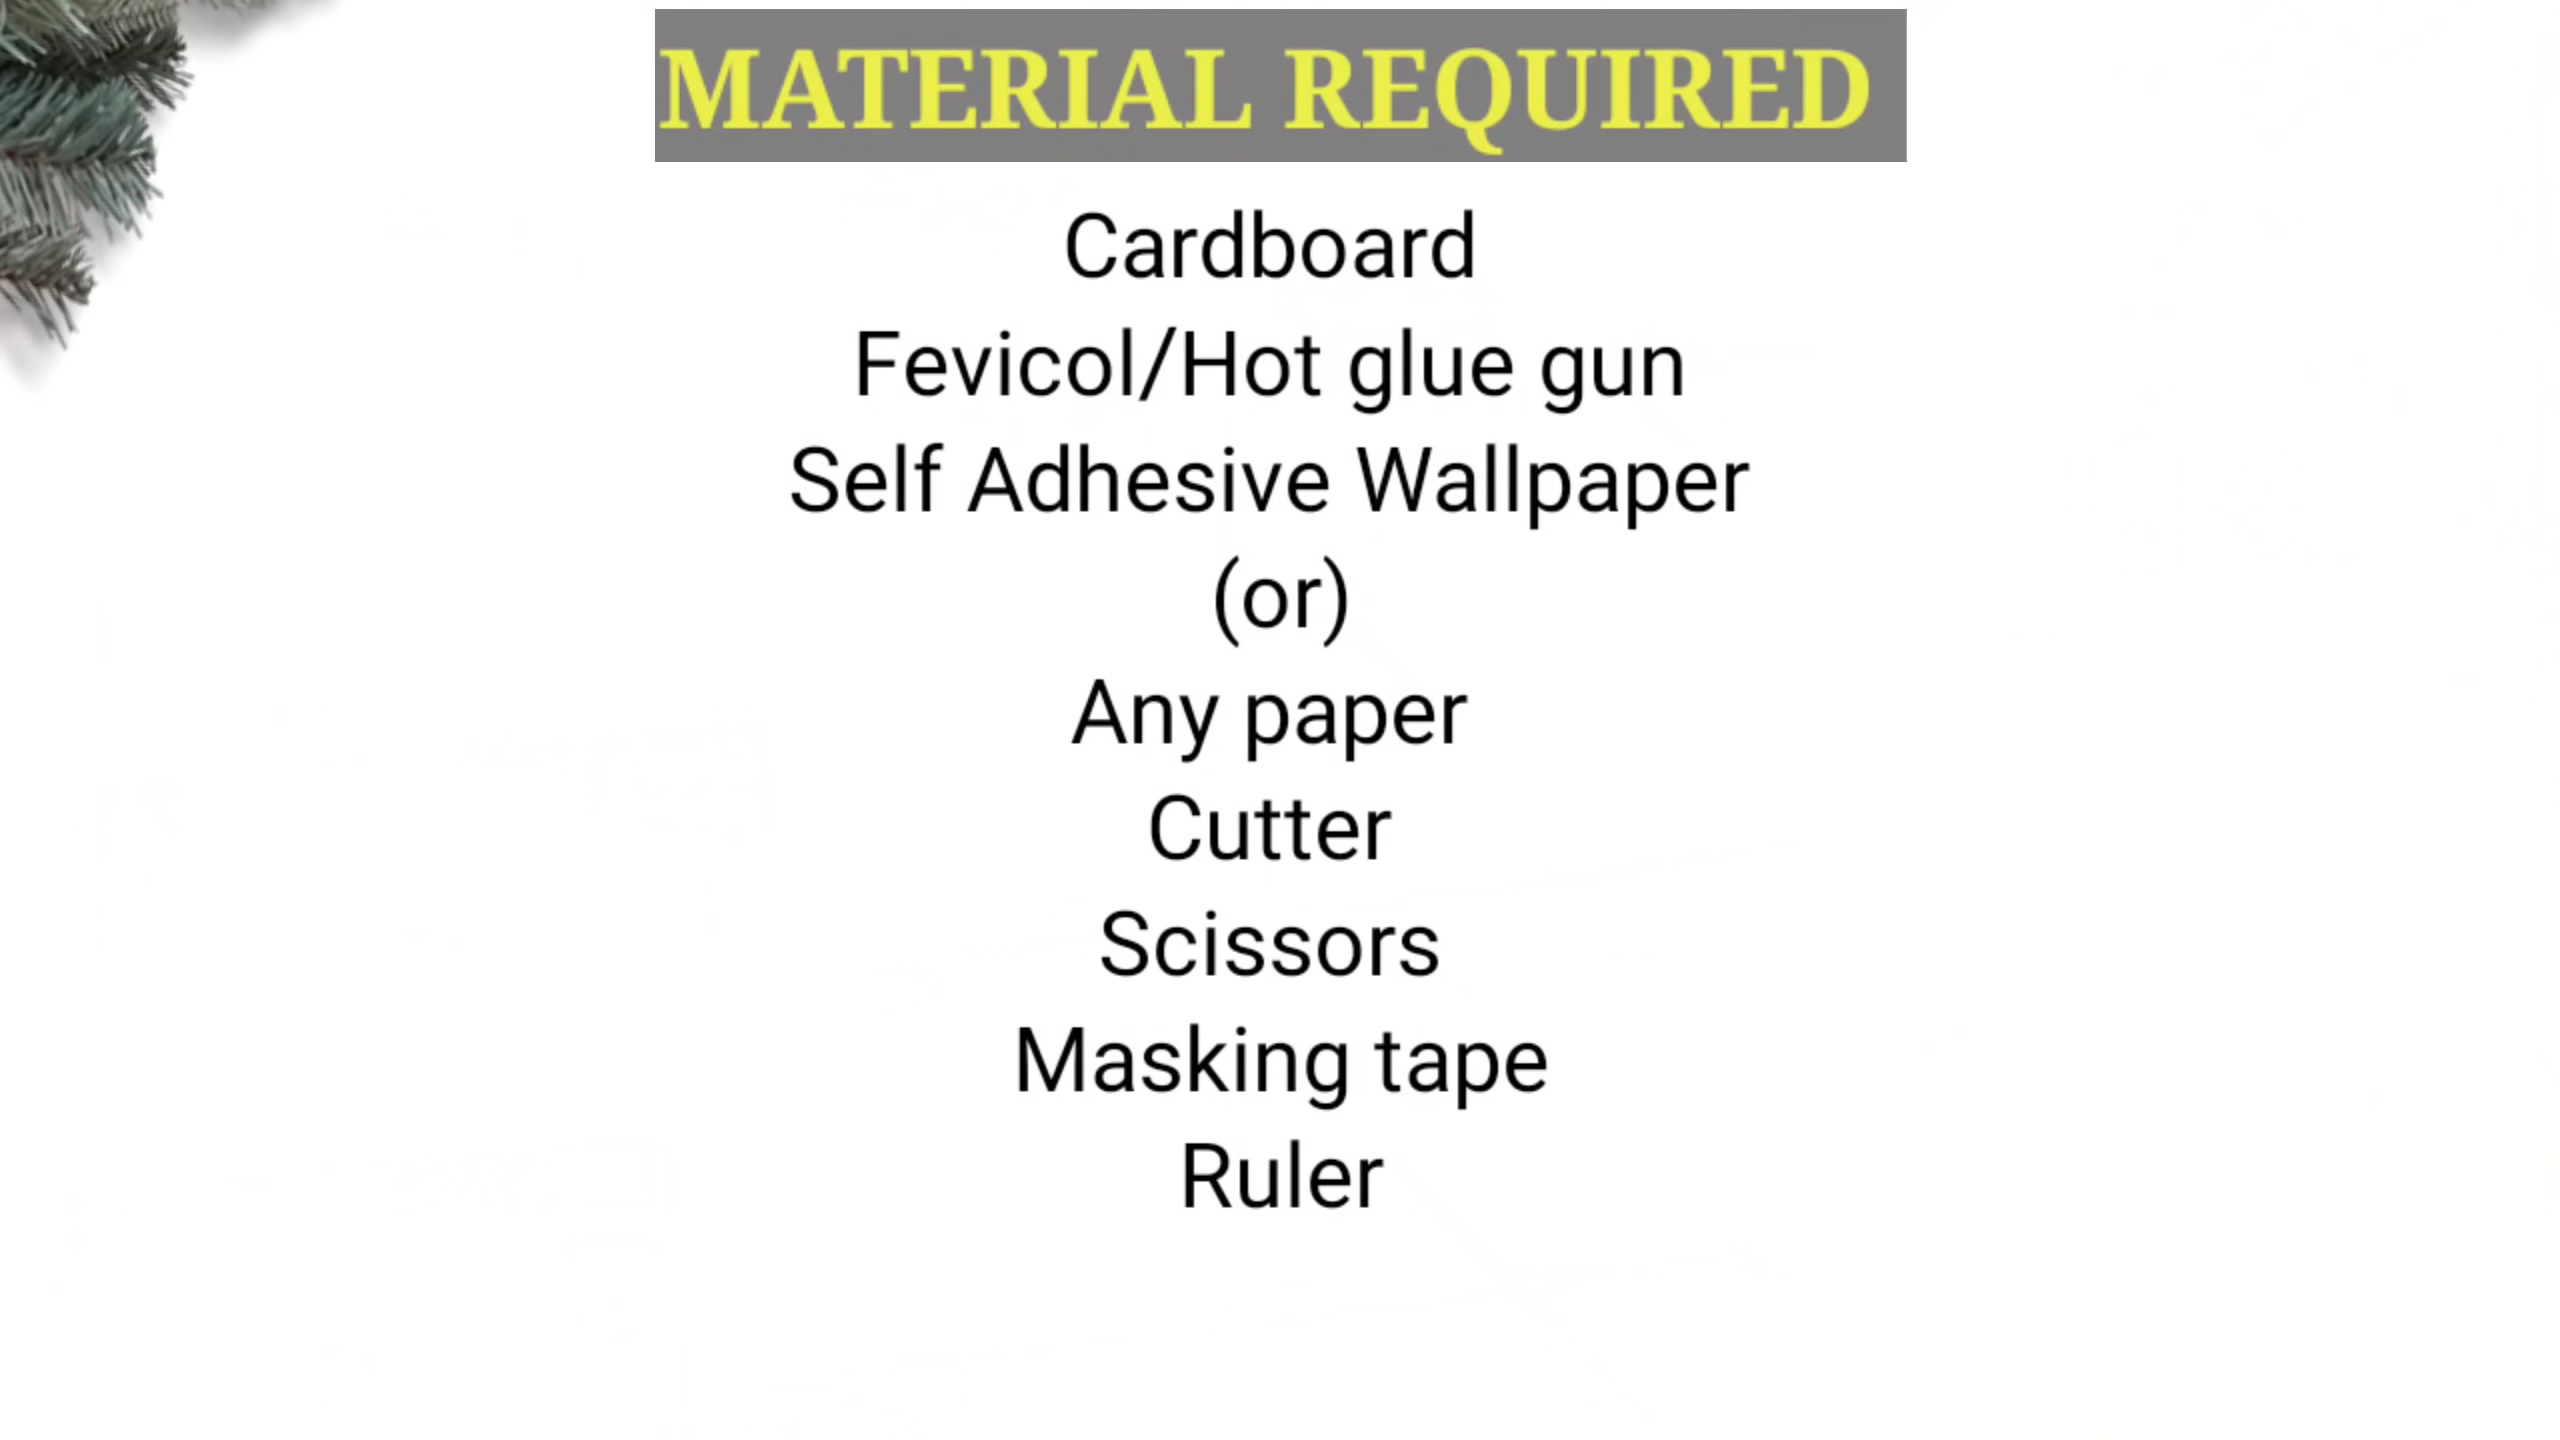 MATERIAL REQUIRED
Cardboard
Fevicol/Hot glue gun
Self Adhesive Wallpaper
(or)
Any paper
Cutter
Scissors
Masking tape
Ruler